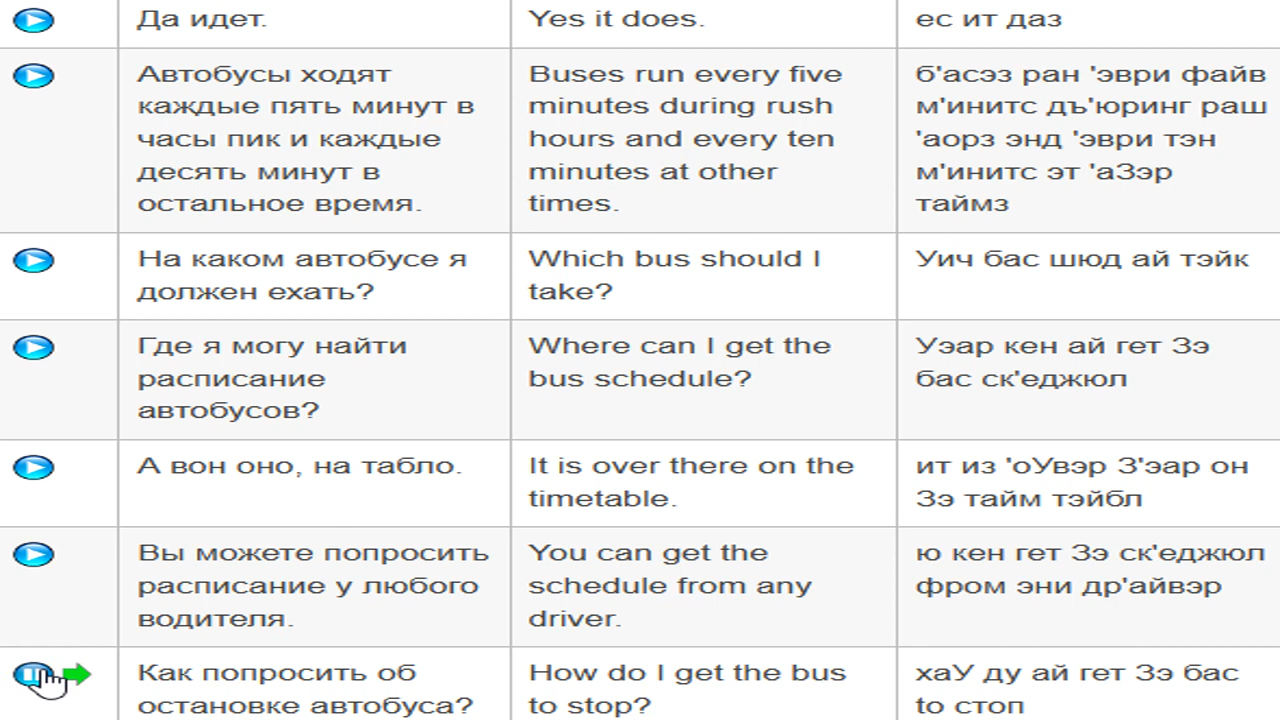 Да идет.
Yes it does.
ес ит даз
Автобусы ходят
каждые пять минут в
часы пик и каждые
десять минут в
остальное время.
Buses run every five
minutes during rush
hours and every ten
minutes at other
times.
б'асэз ран 'эври файв
м'инитс дъ'юринг раш
'аорз энд 'эври тэн
м'инитс эт 'аЗэр
таймз
На каком автобусе я
должен ехать?
Which bus should I
take?
Уич бас шюд ай тэйк
Где я могу найти
расписание
автобусов?
Where can I get the
bus schedule?
Уэар кен ай гет Зэ
бас ск'еджюл
А вон оно, на табло.
It is over there on the
timetable.
ит из 'оУвэр З'эар он
Зэ тайм тэйбл
Вы можете попросить
расписание у любого
водителя.
You can get the
schedule from any
driver.
ю кен гет Зэ ск'еджюл
фром эни др'айвэр
Как попросить об
остановке автобуса?
How do I get the bus
to stop?
хаУ ду ай гет Зэ бас
to стоп